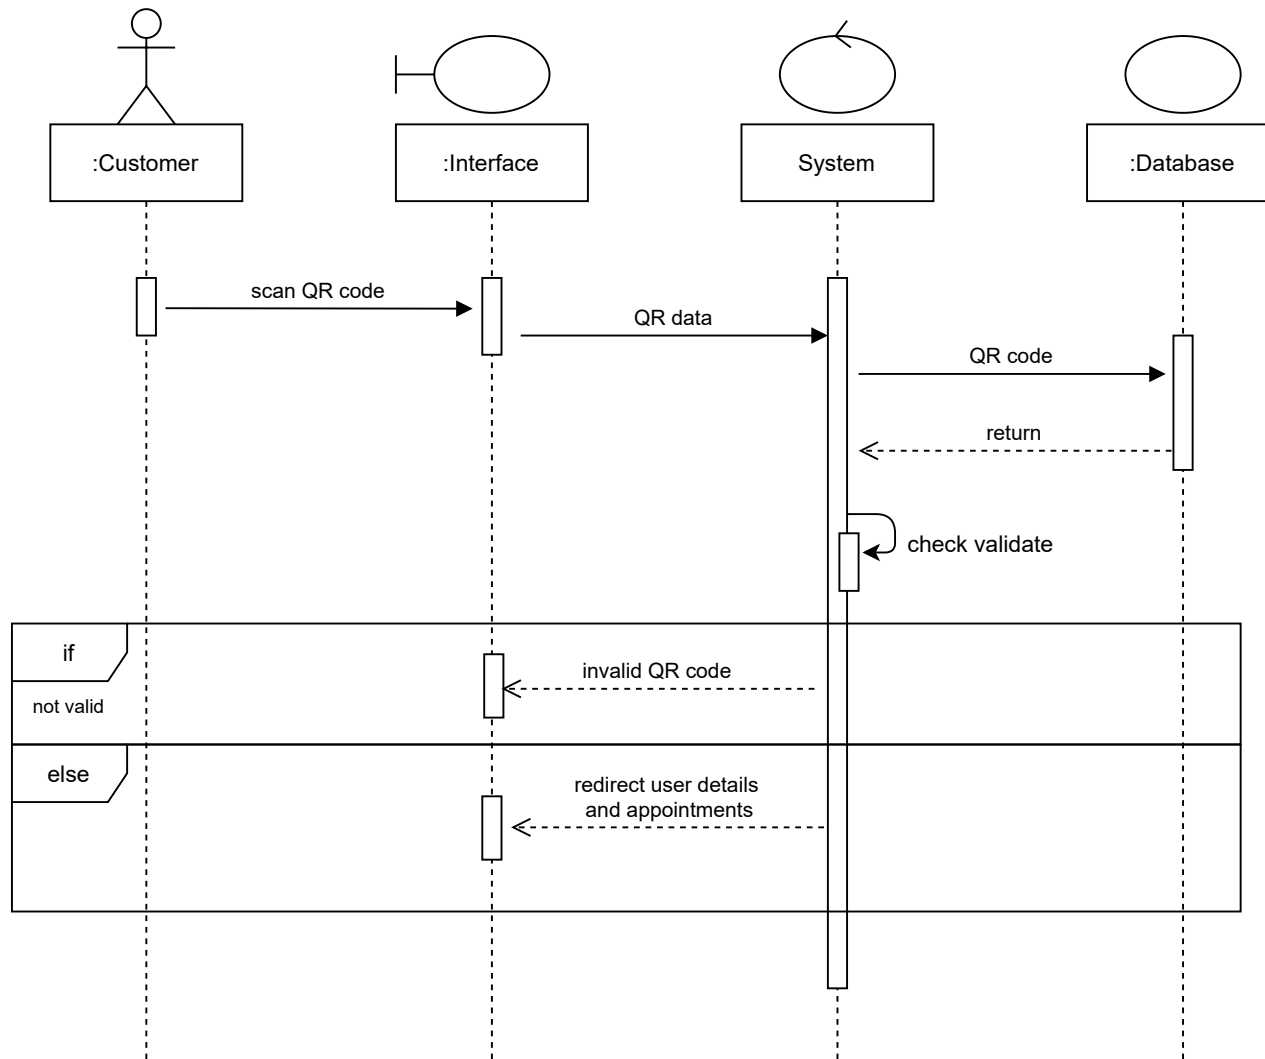 :Customer
:Interface
System
:Database
scan QR code
QR data
QR code
return
check validate
if
not valid
invalid QR code
else
redirect user details
and appointments